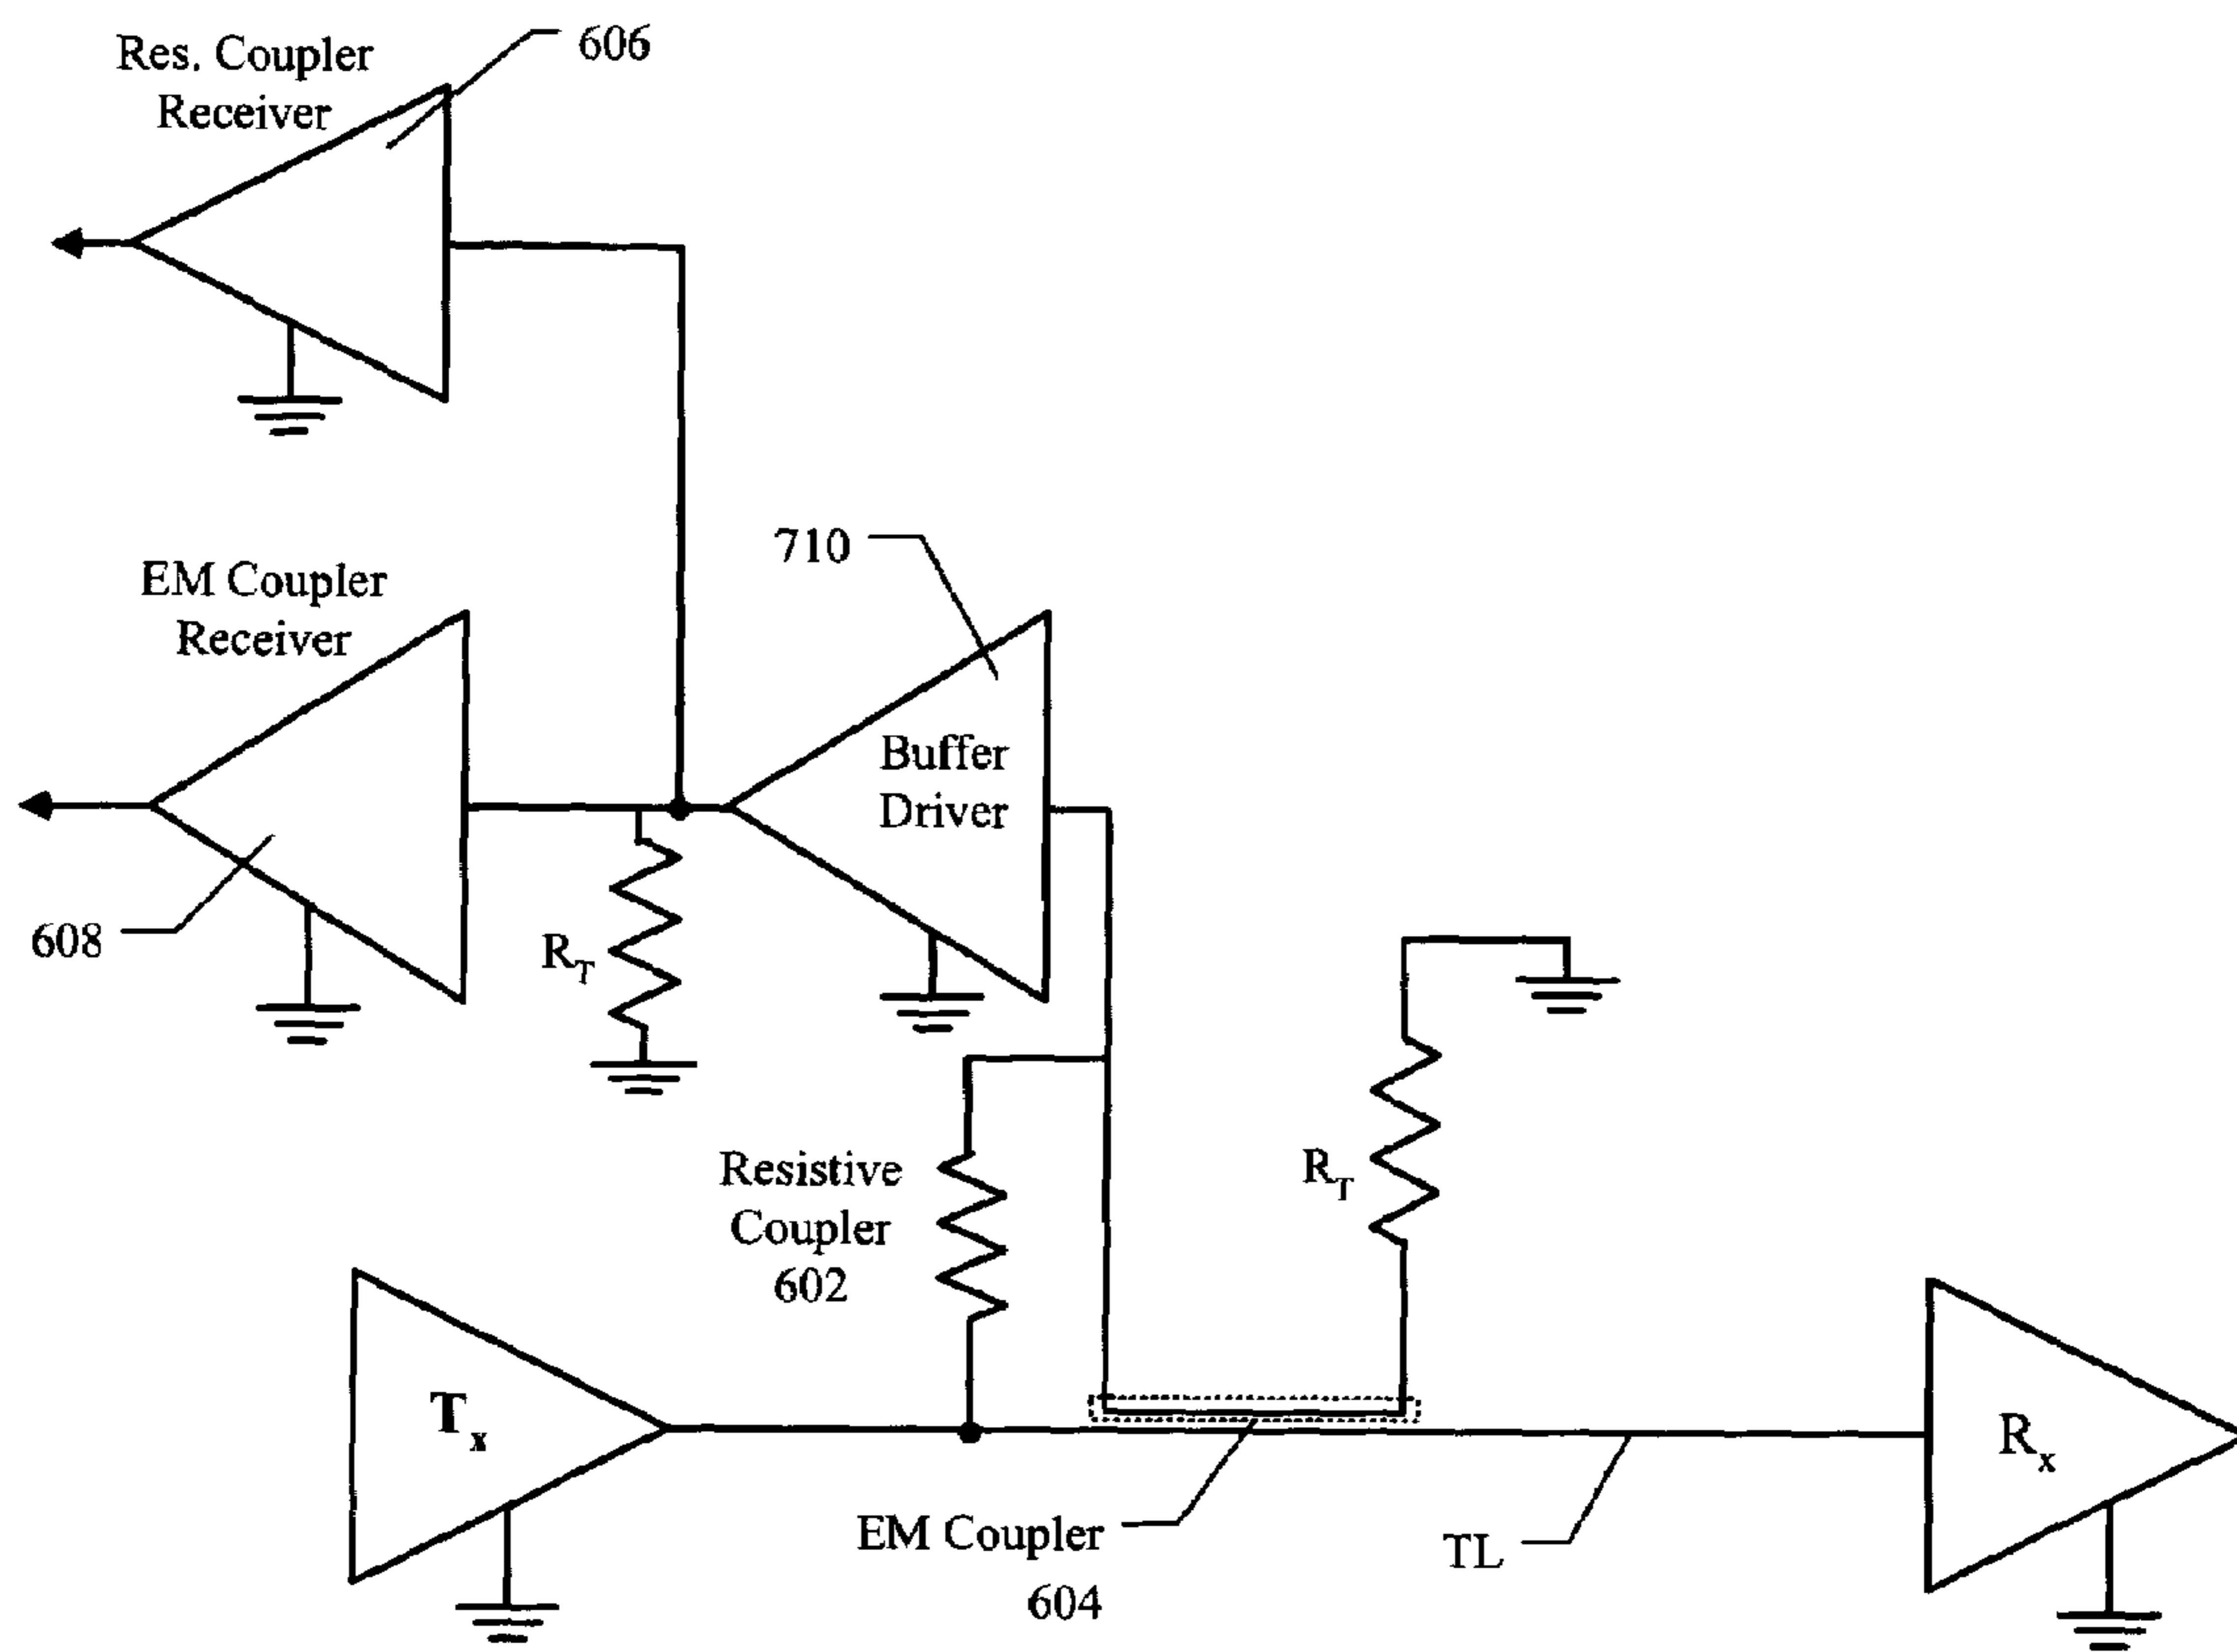 Res. Coupler
Receiver
606
EM Coupler
Receiver
710
Buffer
Driver
608
R_T
Resistive
Coupler
602
R_T
T_x
R_x
EM Coupler
604
TL